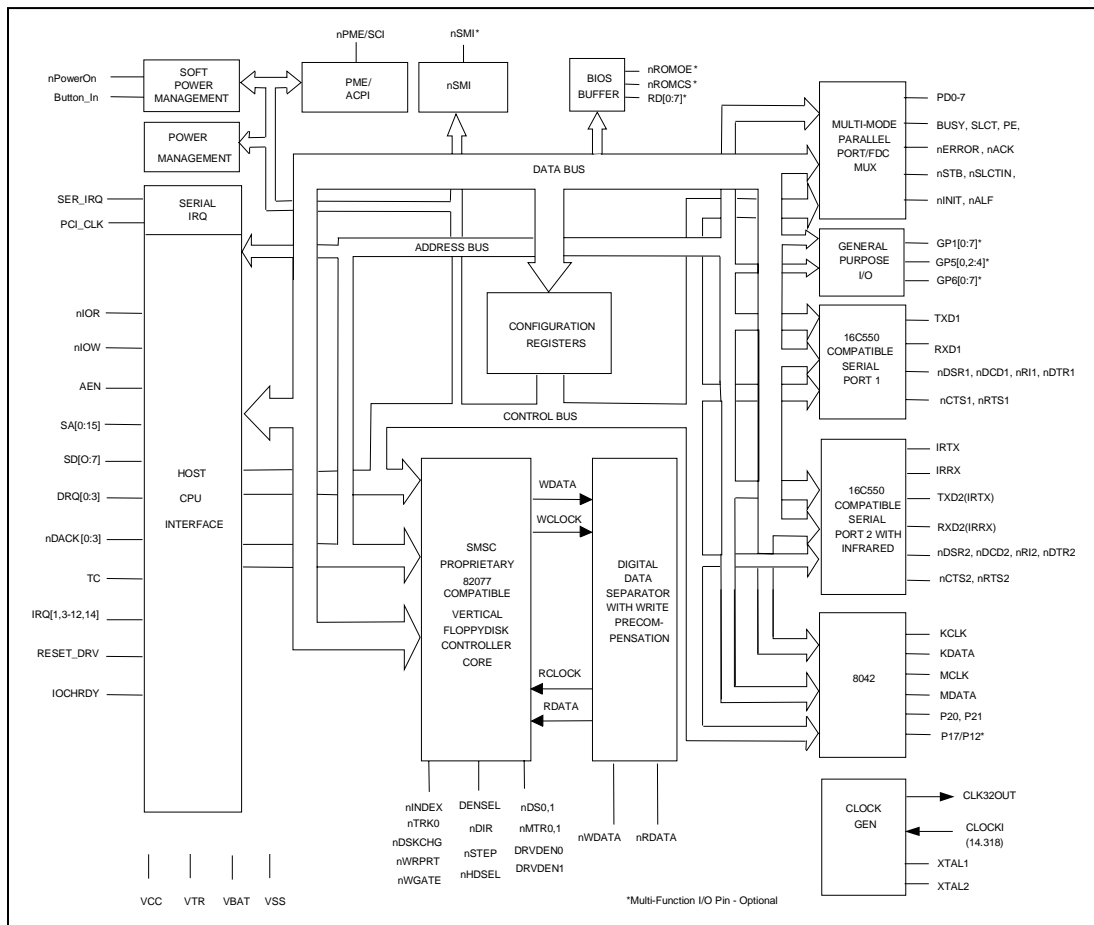 nPME/SCI
nSMI*
nPowerOn
Button_In
SOFT
POWER
MANAGEMENT
PME/
ACPI
nSMI
BIOS
BUFFER
nROMOE*
nROMCS*
RD[0:7]*
POWER
MANAGEMENT
MULTI-MODE
PARALLEL
PORT/FDC
MUX
PD0-7
BUSY, SLCT, PE,
nERROR, nACK
nSTB, nSLCTIN,
nINIT, nALF
DATA BUS
SER_IRQ
PCI_CLK
SERIAL
IRQ
ADDRESS BUS
GENERAL
PURPOSE
I/O
GP1[0:7]*
GP5[0,2:4]*
GP6[0:7]*
CONFIGURATION
REGISTERS
16C550
COMPATIBLE
SERIAL
PORT 1
TXD1
RXD1
nDSR1, nDCD1, nRI1, nDTR1
nCTS1, nRTS1
CONTROL BUS
nIOR
nIOW
AEN
SA[0:15]
SD[O:7]
DRQ[0:3]
nDACK[0:3]
TC
IRQ[1,3-12,14]
RESET_DRV
IOCHRDY
HOST
CPU
INTERFACE
WDATA
WCLOCK
RCLOCK
RDATA
SMSC
PROPRIETARY
82077
COMPATIBLE
VERTICAL
FLOPPYDISK
CONTROLLER
CORE
DIGITAL
DATA
SEPARATOR
WITH WRITE
PRECOM-
PENSATION
16C550
COMPATIBLE
SERIAL
PORT 2 WITH
INFRARED
IRTX
IRRX
TXD2(IRTX)
RXD2(IRRX)
nDSR2, nDCD2, nRI2, nDTR2
nCTS2, nRTS2
8042
KCLK
KDATA
MCLK
MDATA
P20, P21
P17/P12*
CLOCK
GEN
CLK32OUT
CLOCKI
(14.318)
XTAL1
XTAL2
nINDEX
nTRK0
nDSKCHG
nWRPRT
nWGATE
DENSEL
nDIR
nSTEP
nHDSEL
nDS0,1
nMTR0,1
DRVDEN0
DRVDEN1
nWDATA
nRDATA
VCC
VTR
VBAT
VSS
*Multi-Function I/O Pin - Optional